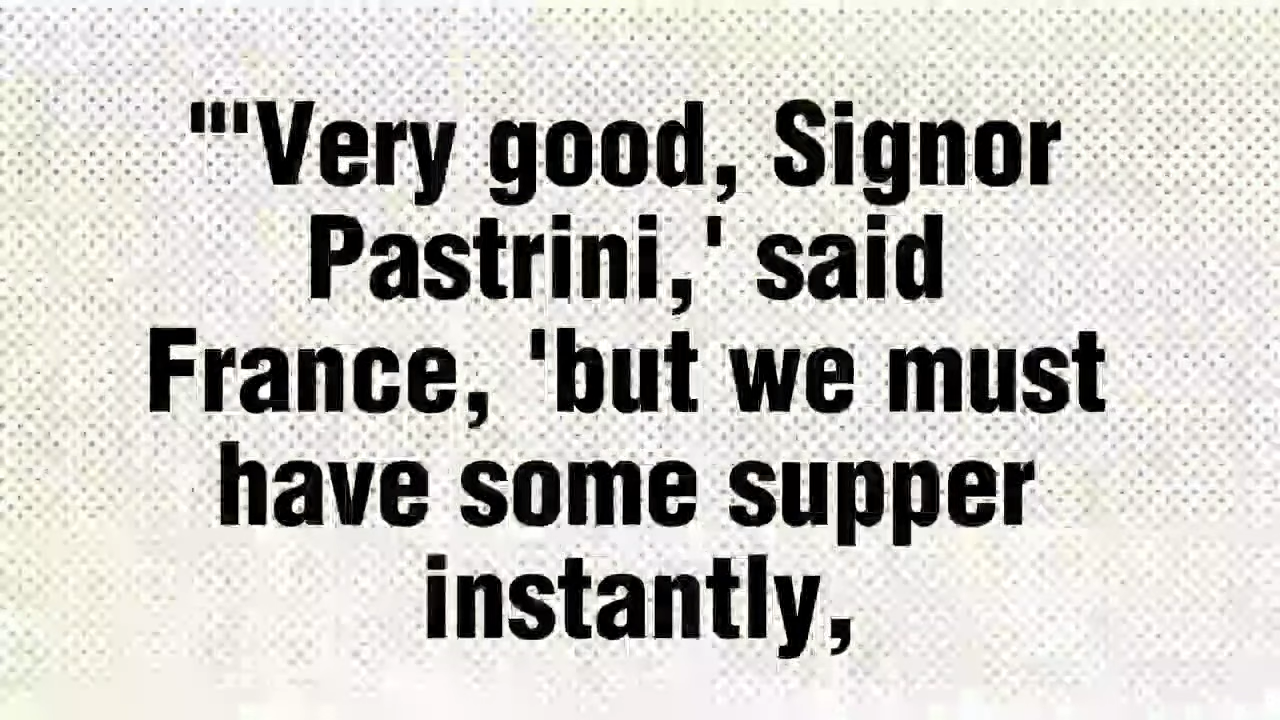 "'Very good, Signor
Pastrini,' said
France, 'but we must
have some supper
instantly,